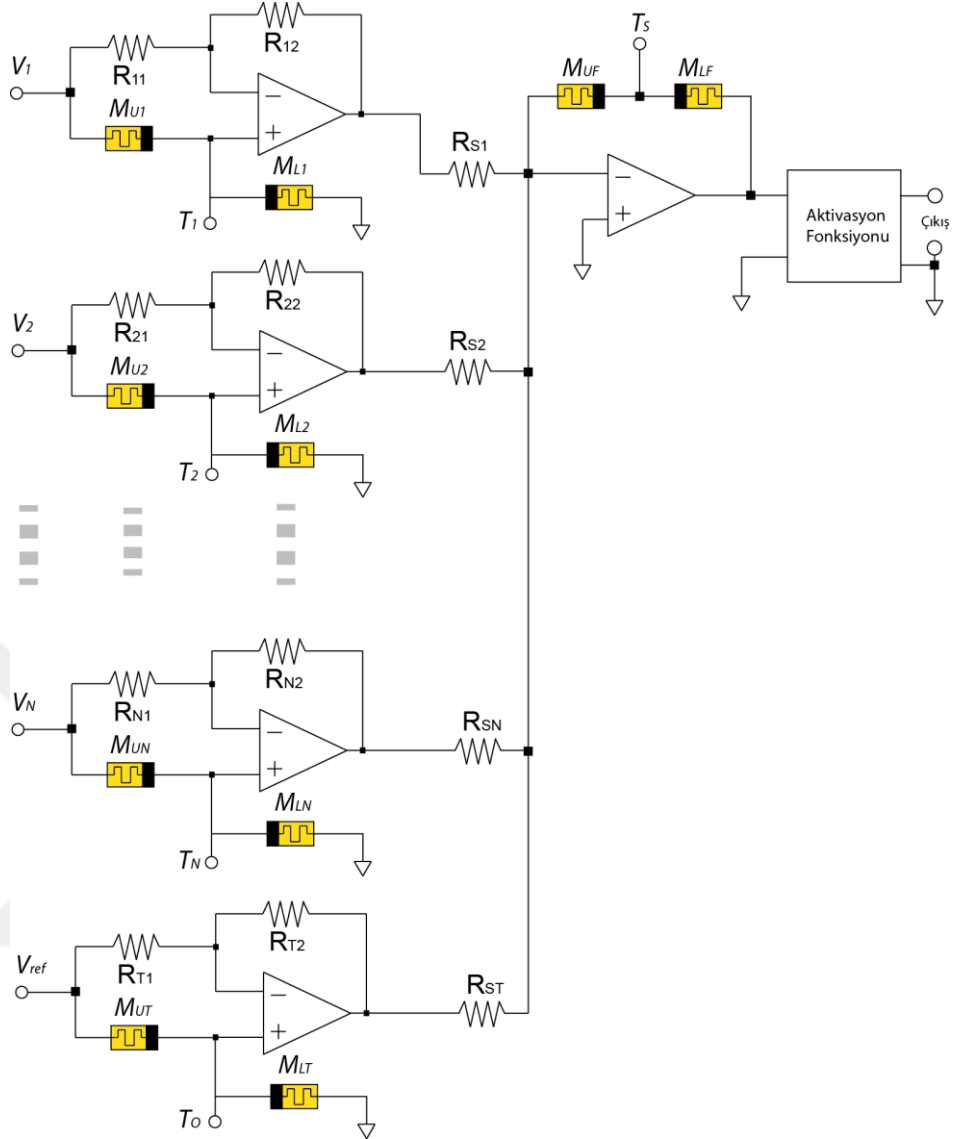 R12
V1
R11
MU1
−
+
ML1
T1
RS1
TS
MUF
MLF
−
+
Aktivasyon
Fonksiyonu
Çıkış
R22
V2
R21
MU2
−
+
ML2
T2
RS2
RN2
VN
RN1
MUN
−
+
MLN
TN
RSN
RT2
Vref
RT1
MUT
−
+
MLT
TO
RST